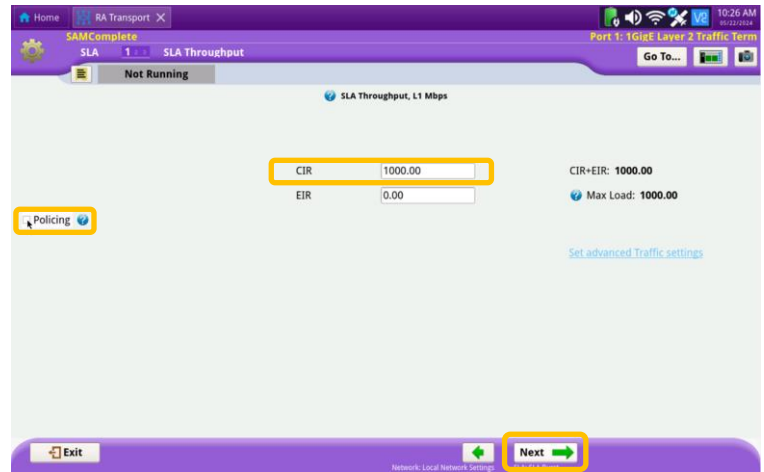 Home RA Transport X V2 10:26 AM
05/22/2024
SAMComplete Port 1: 1GigE Layer 2 Traffic Term
SLA 1 SLA Throughput Go To...
Not Running
SLA Throughput, L1 Mbps
CIR 1000.00 CIR+EIR: 1000.00
EIR 0.00 Max Load: 1000.00
Policing
Set advanced Traffic settings
Exit Next
Network: Local Network Settings